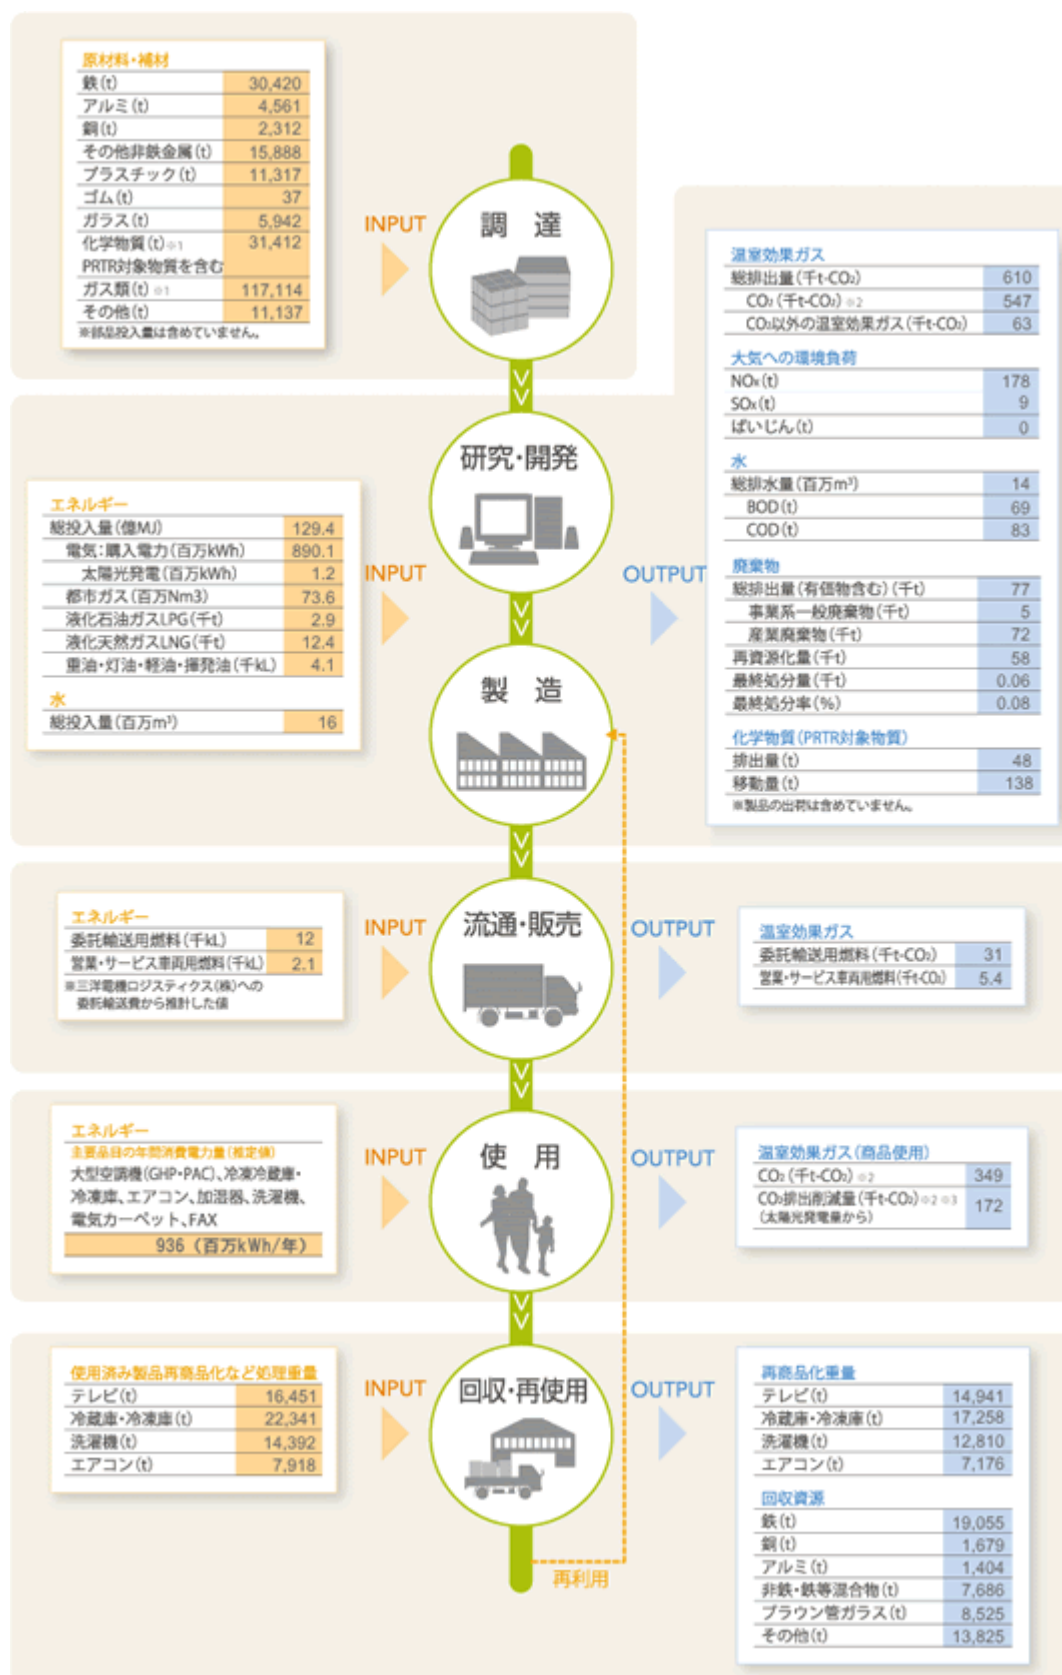 原材料・補材
鉄(t) 30,420
アルミ(t) 4,561
銅(t) 2,312
その他非鉄金属(t) 15,888
プラスチック(t) 11,317
ゴム(t) 37
ガラス(t) 5,942
化学物質(t)※1 31,412
PRTR対象物質を含む
ガス類(t)※1 117,114
その他(t) 11,137
※部品投入量は含めていません。
INPUT
調 達
研究・開発
エネルギー
総投入量(億MJ) 129.4
電気:購入電力(百万kWh) 890.1
太陽光発電(百万kWh) 1.2
都市ガス(百万Nm3) 73.6
液化石油ガスLPG(千t) 2.9
液化天然ガスLNG(千t) 12.4
重油・灯油・軽油・揮発油(千kL) 4.1
水
総投入量(百万m³) 16
INPUT
製 造
OUTPUT
温室効果ガス
総排出量(千t-CO₂) 610
CO₂(千t-CO₂)※2 547
CO₂以外の温室効果ガス(千t-CO₂) 63
大気への環境負荷
NOx(t) 178
SOx(t) 9
ばいじん(t) 0
水
総排水量(百万m³) 14
BOD(t) 69
COD(t) 83
廃棄物
総排出量(有価物含む)(千t) 77
事業系一般廃棄物(千t) 5
産業廃棄物(千t) 72
再資源化量(千t) 58
最終処分量(千t) 0.06
最終処分率(%) 0.08
化学物質(PRTR対象物質)
排出量(t) 48
移動量(t) 138
※製品の出荷は含めていません。
エネルギー
委託輸送用燃料(千kL) 12
営業・サービス車両用燃料(千kL) 2.1
※三洋電機ロジスティクス(株)への
委託輸送費から推計した値
INPUT
流通・販売
OUTPUT
温室効果ガス
委託輸送用燃料(千t-CO₂) 31
営業・サービス車両用燃料(千t-CO₂) 5.4
エネルギー
主要品目の年間消費電力量(推定値)
大型空調機(GHP・PAC)、冷凍冷蔵庫・
冷凍庫、エアコン、加湿器、洗濯機、
電気カーペット、FAX
936(百万kWh/年)
INPUT
使 用
OUTPUT
温室効果ガス(商品使用)
CO₂(千t-CO₂)※2 349
CO₂排出削減量(千t-CO₂)※2 ※3 172
(太陽光発電量から)
使用済み製品再商品化など処理重量
テレビ(t) 16,451
冷蔵庫・冷凍庫(t) 22,341
洗濯機(t) 14,392
エアコン(t) 7,918
INPUT
回収・再使用
再利用
OUTPUT
再商品化重量
テレビ(t) 14,941
冷蔵庫・冷凍庫(t) 17,258
洗濯機(t) 12,810
エアコン(t) 7,176
回収資源
鉄(t) 19,055
銅(t) 1,679
アルミ(t) 1,404
非鉄・鉄等混合物(t) 7,686
ブラウン管ガラス(t) 8,525
その他(t) 13,825